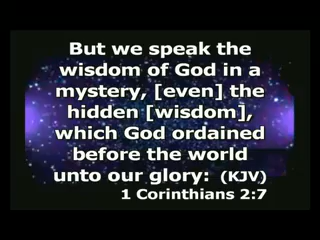 But we speak the
wisdom of God in a
mystery, [even] the
hidden [wisdom],
which God ordained
before the world
unto our glory: (KJV)
1 Corinthians 2:7